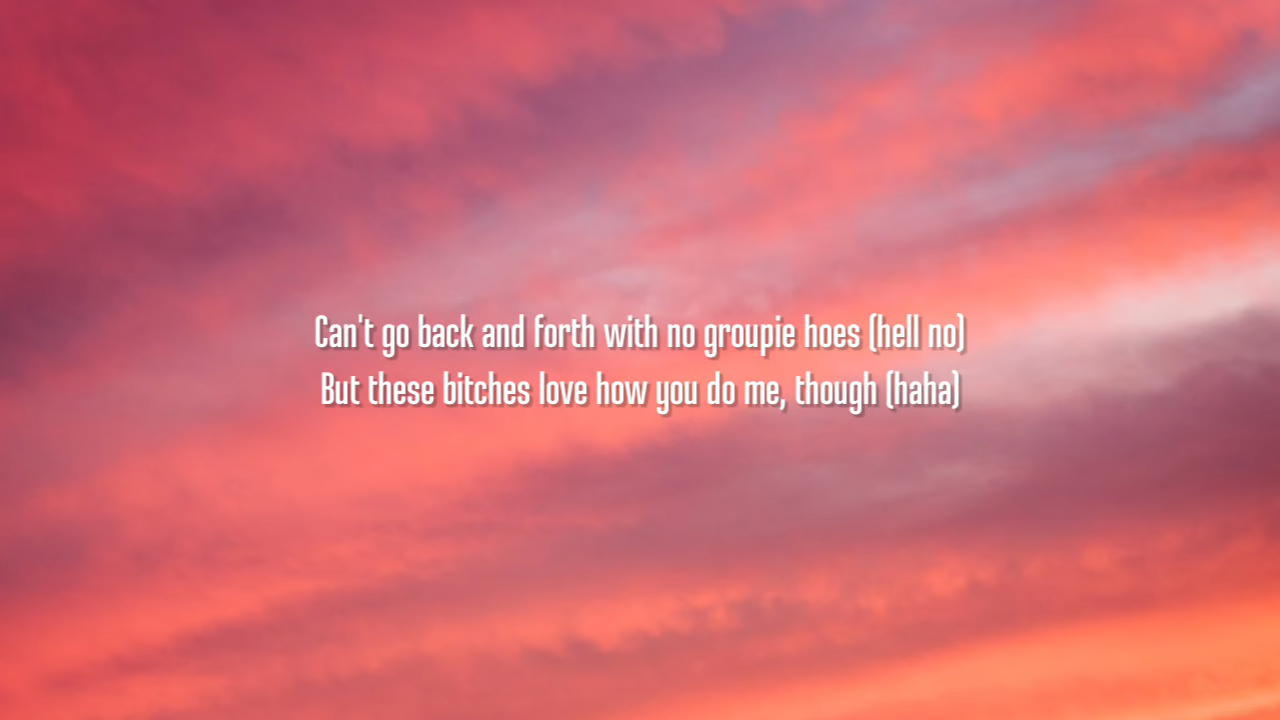 Can't go back and forth with no groupie hoes (hell no)
But these bitches love how you do me, though (haha)